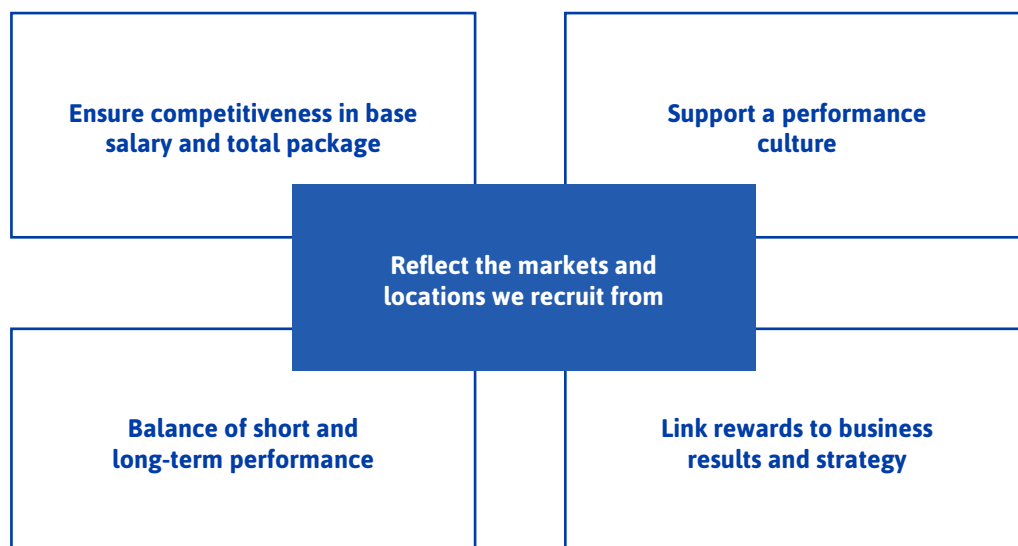 Ensure competitiveness in base
salary and total package
Support a performance
culture
Reflect the markets and
locations we recruit from
Balance of short and
long-term performance
Link rewards to business
results and strategy